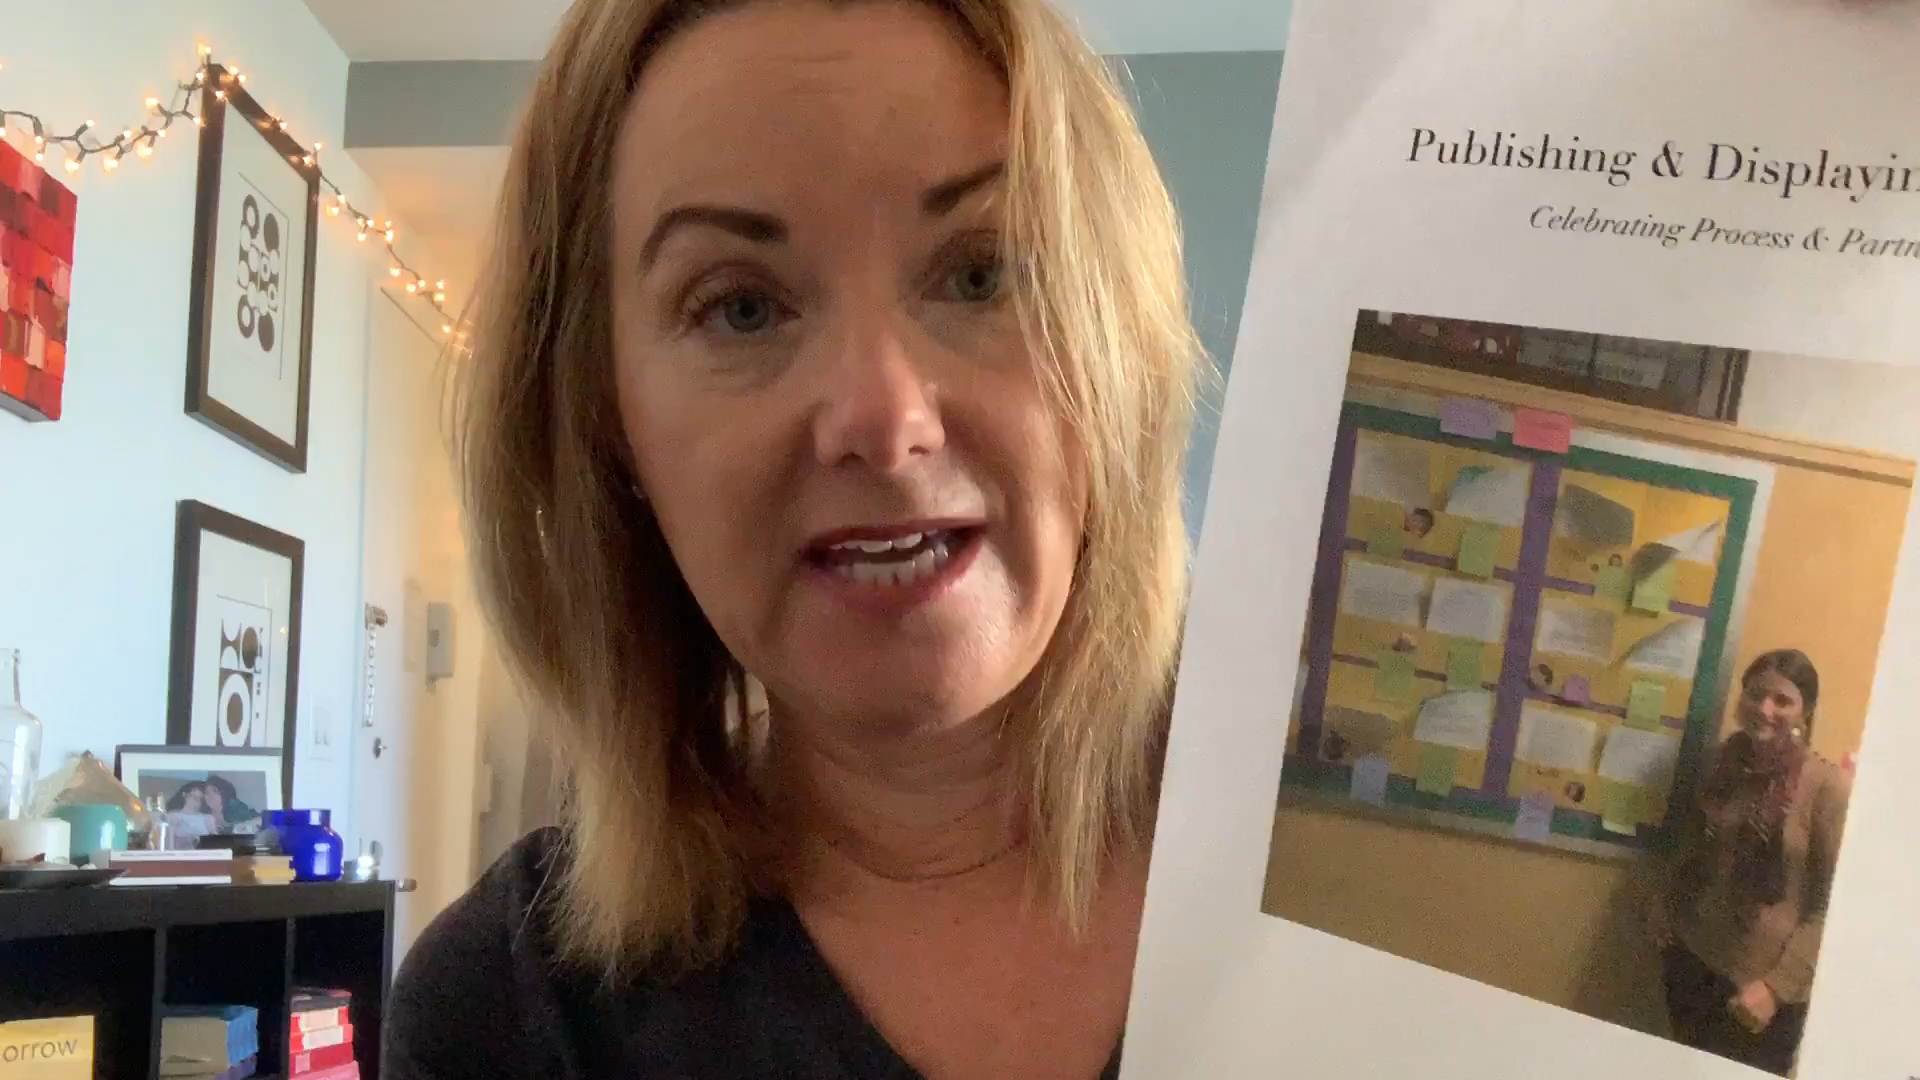 Publishing & Displayin
Celebrating Process & Partn
orrow